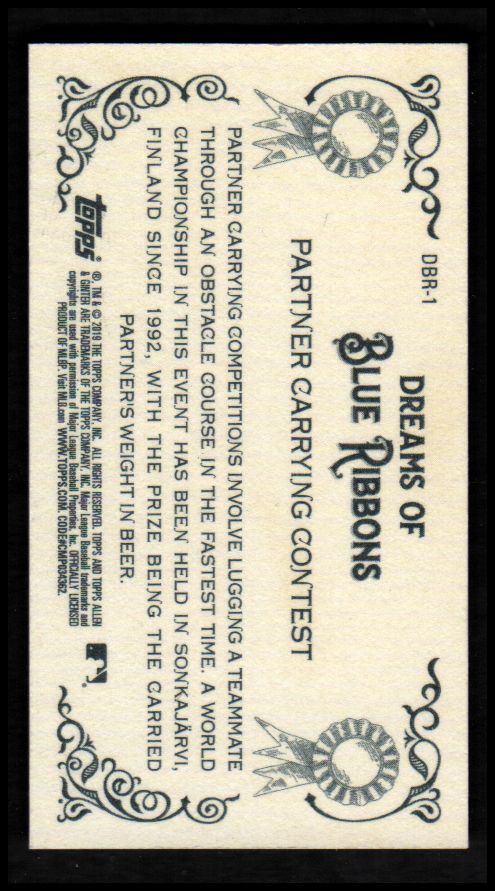 DBR-1
DREAMS OF
BLUE RIBBONS
PARTNER CARRYING CONTEST
PARTNER CARRYING COMPETITIONS INVOLVE LUGGING A TEAMMATE
THROUGH AN OBSTACLE COURSE IN THE FASTEST TIME. A WORLD
CHAMPIONSHIP IN THIS EVENT HAS BEEN HELD IN SONKAJÄRVI,
FINLAND SINCE 1992, WITH THE PRIZE BEING THE CARRIED
PARTNER'S WEIGHT IN BEER.
topps®
®, TM & © 2019 THE TOPPS COMPANY, INC. ALL RIGHTS RESERVED. TOPPS AND TOPPS ALLEN
& GINTER ARE TRADEMARKS OF THE TOPPS COMPANY, INC. Major League Baseball trademarks and
copyrights are used with permission of Major League Baseball Properties, Inc. OFFICIALLY LICENSED
PRODUCT OF MLBP. Visit MLB.com WWW.TOPPS.COM. CODE#CMP034362.